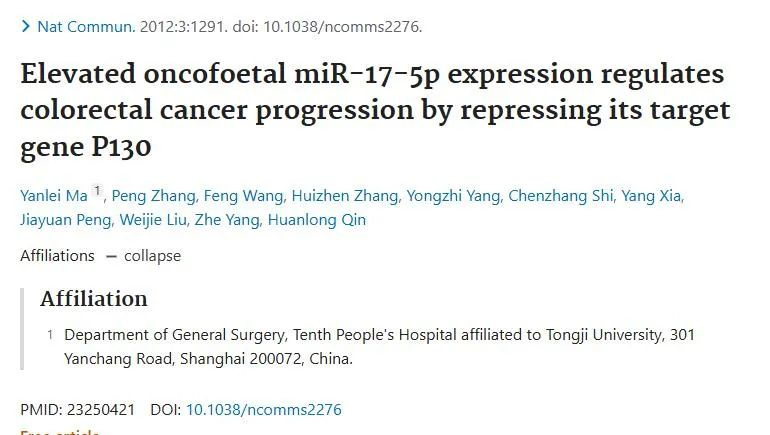 Nat Commun. 2012:3:1291. doi: 10.1038/ncomms2276.
Elevated oncofoetal miR-17-5p expression regulates
colorectal cancer progression by repressing its target
gene P130
Yanlei Ma 1, Peng Zhang, Feng Wang, Huizhen Zhang, Yongzhi Yang, Chenzhang Shi, Yang Xia,
Jiayuan Peng, Weijie Liu, Zhe Yang, Huanlong Qin
Affiliations — collapse
Affiliation
1 Department of General Surgery, Tenth People's Hospital affiliated to Tongji University, 301
Yanchang Road, Shanghai 200072, China.
PMID: 23250421 DOI: 10.1038/ncomms2276
Free article